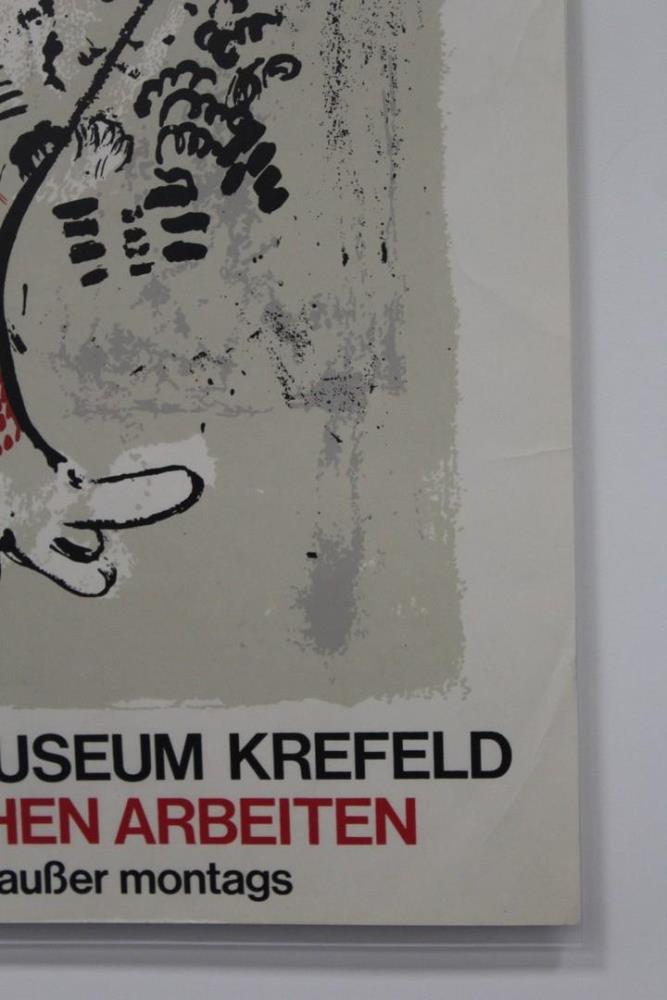 USEUM KREFELD
HEN ARBEITEN
außer montags